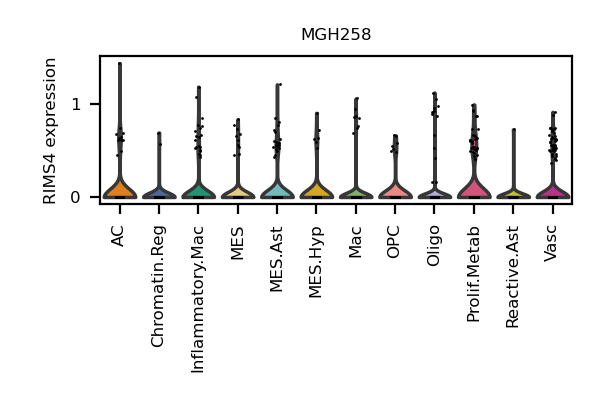 MGH258
RIMS4 expression
1
0
AC
Chromatin.Reg
Inflammatory.Mac
MES
MES.Ast
MES.Hyp
Mac
OPC
Oligo
Prolif.Metab
Reactive.Ast
Vasc